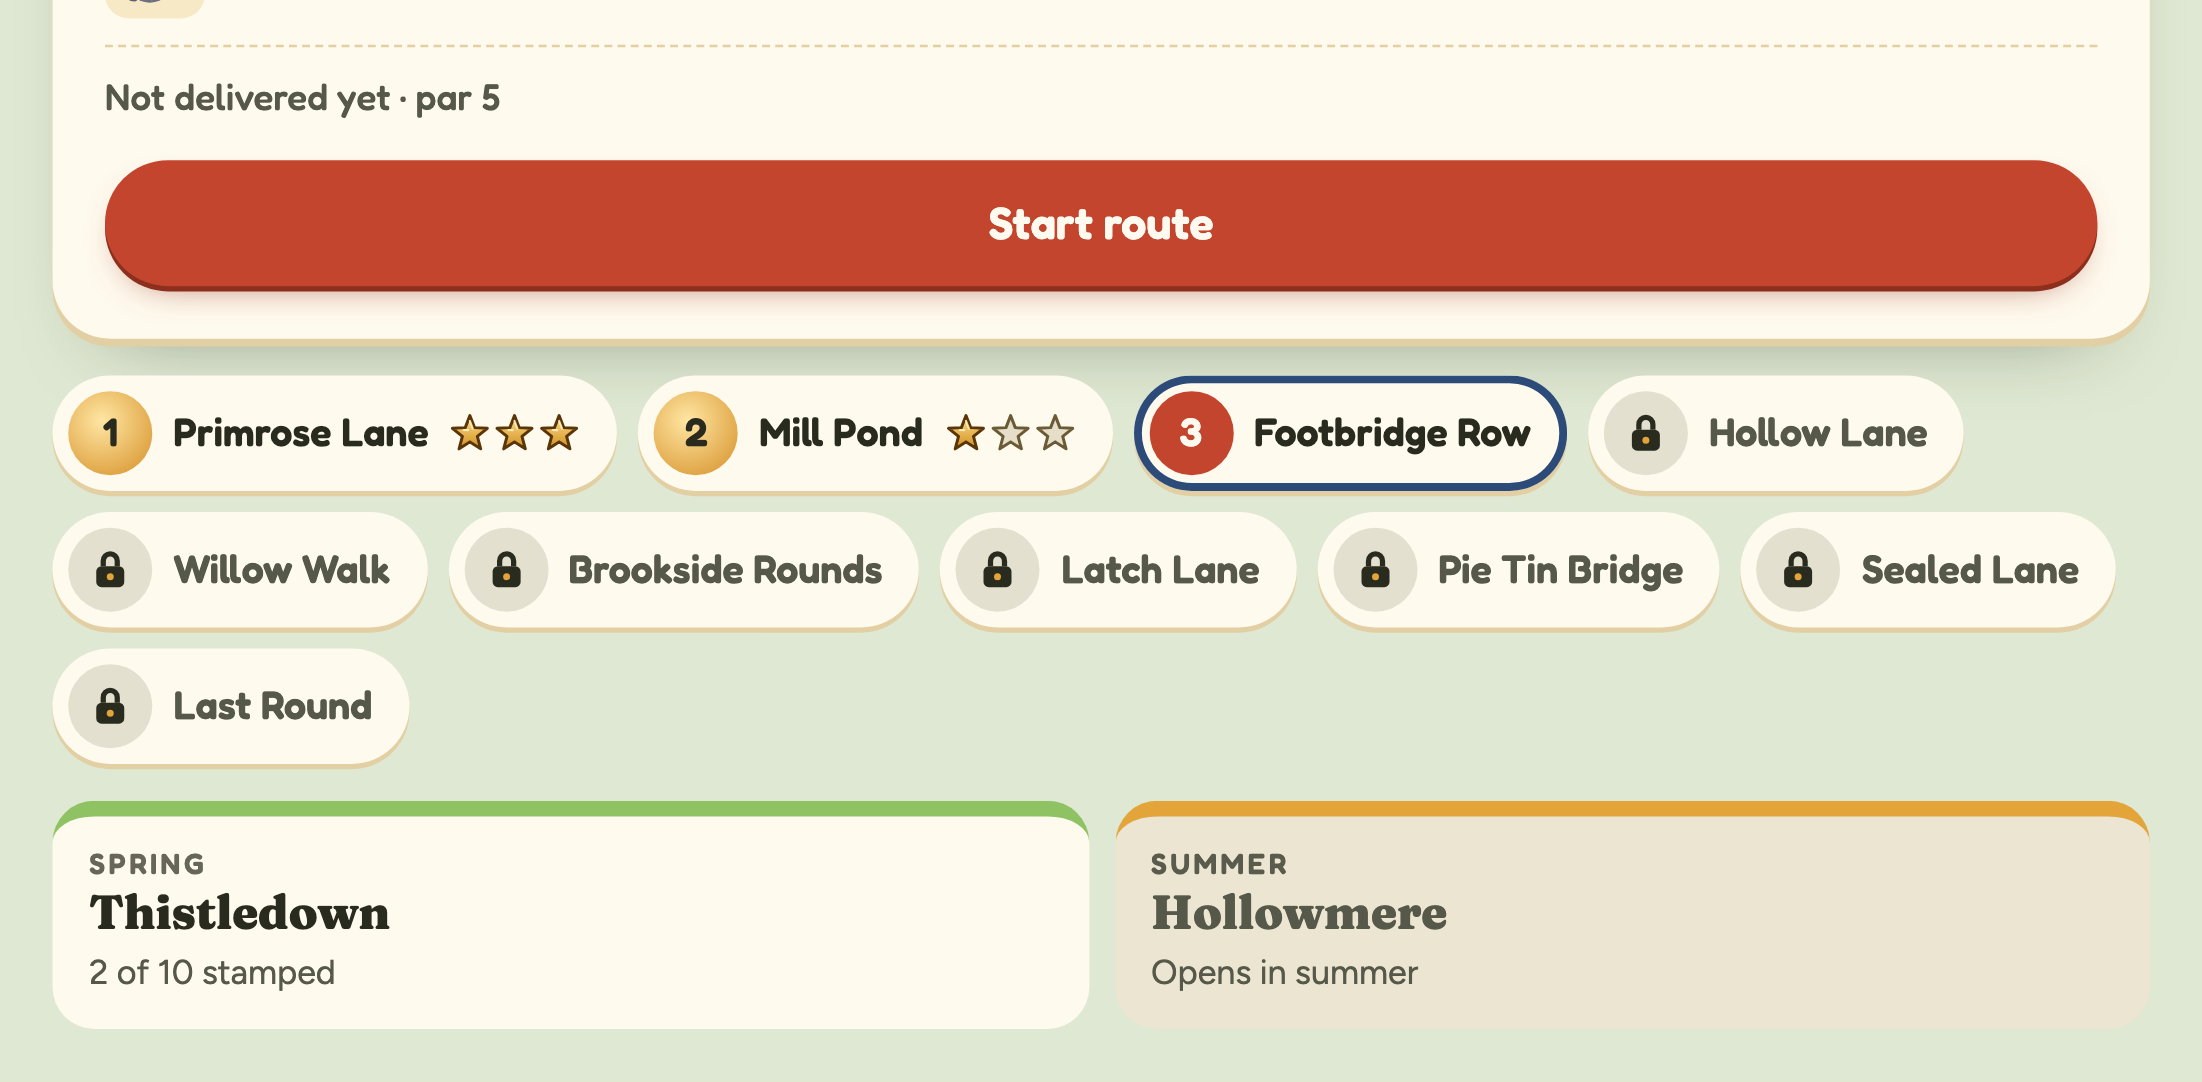 Not delivered yet · par 5
Start route
1 Primrose Lane
2 Mill Pond
3 Footbridge Row
Hollow Lane
Willow Walk
Brookside Rounds
Latch Lane
Pie Tin Bridge
Sealed Lane
Last Round
SPRING
Thistledown
2 of 10 stamped
SUMMER
Hollowmere
Opens in summer